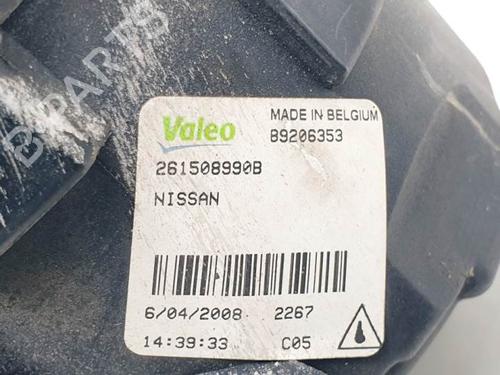 B-PARTS
Valeo
MADE IN BELGIUM
89206353
261508990B
NISSAN
6/04/2008 2267
14:39:33 C05